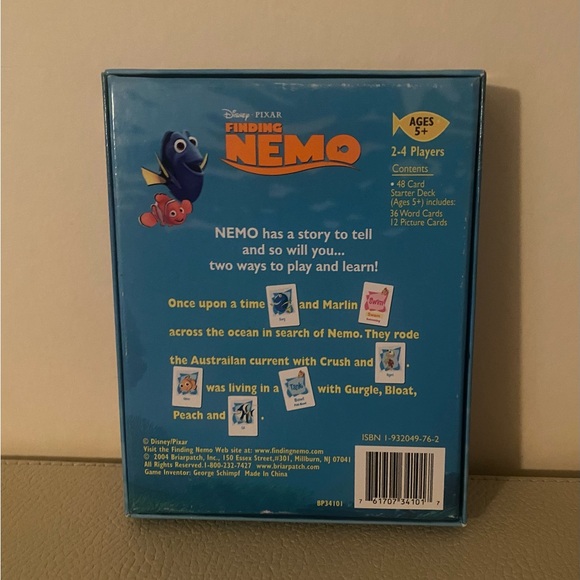 Disney · PIXAR
FINDING
NEMO
AGES
5+
2-4 Players
Contents
• 48 Card
Starter Deck
(Ages 5+) includes:
36 Word Cards
12 Picture Cards
NEMO has a story to tell
and so will you...
two ways to play and learn!
Once upon a time and Marlin
across the ocean in search of Nemo. They rode
the Austrailan current with Crush and .
was living in a with Gurgle, Bloat,
Peach and .
© Disney/Pixar
Visit the Finding Nemo Web site at: www.findingnemo.com
© 2004 Briarpatch, Inc., 150 Essex Street,#301, Millburn, NJ 07041
All Rights Reserved.1-800-232-7427 www.briarpatch.com
Game Inventor: George Schimpf Made In China
BP34101
ISBN 1-932049-76-2
7 61707 34101 7